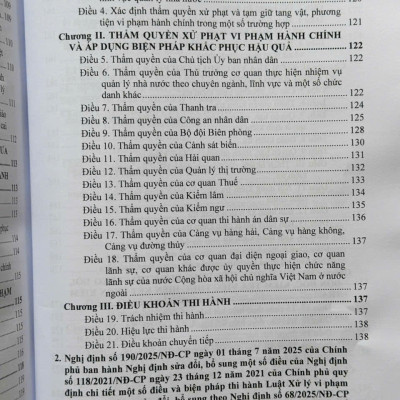 Điều 4. Xác định thẩm quyền xử phạt và tạm giữ tang vật, phương
tiện vi phạm hành chính trong một số trường hợp 121
Chương II. THẨM QUYỀN XỬ PHẠT VI PHẠM HÀNH CHÍNH
VÀ ÁP DỤNG BIỆN PHÁP KHẮC PHỤC HẬU QUẢ 122
Điều 5. Thẩm quyền của Chủ tịch Ủy ban nhân dân 122
Điều 6. Thẩm quyền của Thủ trưởng cơ quan thực hiện nhiệm vụ
quản lý nhà nước theo chuyên ngành, lĩnh vực và một số chức
danh khác 122
Điều 7. Thẩm quyền của Thanh tra 124
Điều 8. Thẩm quyền của Công an nhân dân 125
Điều 9. Thẩm quyền của Bộ đội Biên phòng 128
Điều 10. Thẩm quyền của Cảnh sát biển 130
Điều 11. Thẩm quyền của Hải quan 131
Điều 12. Thẩm quyền của Quản lý thị trường 132
Điều 13. Thẩm quyền của cơ quan Thuế 133
Điều 14. Thẩm quyền của Kiểm lâm 134
Điều 15. Thẩm quyền của Kiểm ngư 135
Điều 16. Thẩm quyền của cơ quan thi hành án dân sự 136
Điều 17. Thẩm quyền của Cảng vụ hàng hải, Cảng vụ hàng không,
Cảng vụ đường thủy 137
Điều 18. Thẩm quyền của cơ quan đại diện ngoại giao, cơ quan
lãnh sự, cơ quan khác được ủy quyền thực hiện chức năng
lãnh sự của nước Cộng hòa xã hội chủ nghĩa Việt Nam ở nước
ngoài 137
Chương III. ĐIỀU KHOẢN THI HÀNH 137
Điều 19. Trách nhiệm thi hành 137
Điều 20. Hiệu lực thi hành 138
Điều 21. Điều khoản chuyển tiếp 138
2. Nghị định số 190/2025/NĐ-CP ngày 01 tháng 7 năm 2025 của Chính
phủ ban hành Nghị định sửa đổi, bổ sung một số điều của Nghị định
số 118/2021/NĐ-CP ngày 23 tháng 12 năm 2021 của Chính phủ quy
định chi tiết một số điều và biện pháp thi hành Luật Xử lý vi phạm
bổ sung theo Nghị định số 68/2025/NĐ-CP